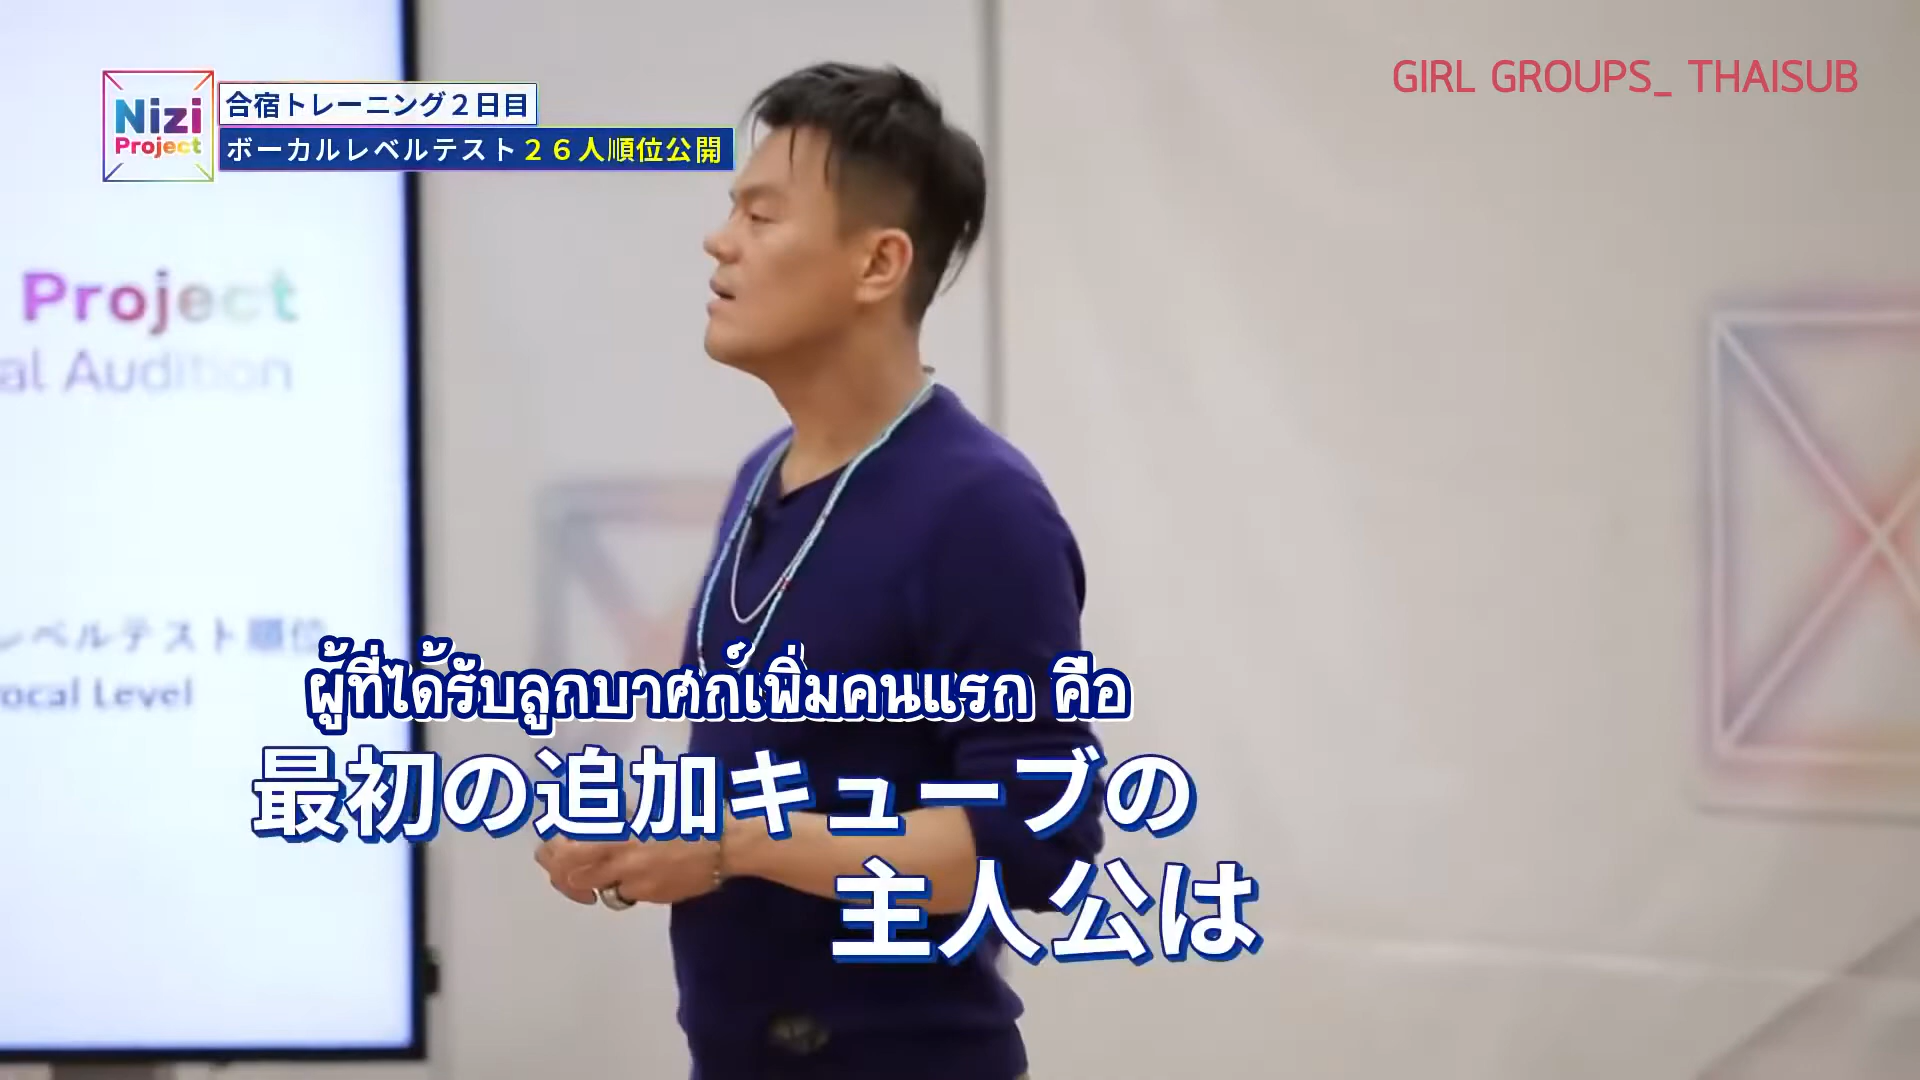 GIRL GROUPS_ THAISUB
Nizi
Project
合宿トレーニング２日目
ボーカルレベルテスト２６人順位公開
Project
al Audition
レベルテスト順位
ocal Level
ผู้ที่ได้รับลูกบาศก์เพิ่มคนแรก คือ
最初の追加キューブの
主人公は